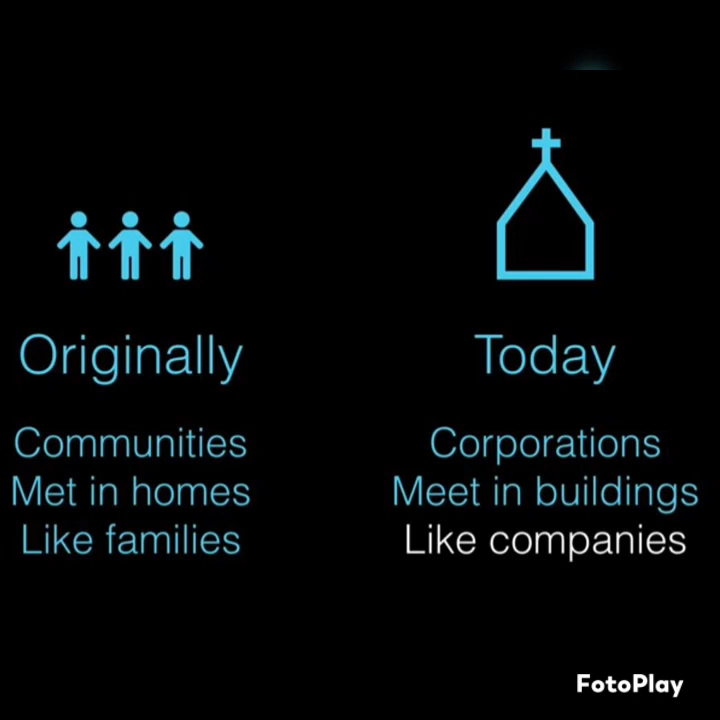 Originally
Communities
Met in homes
Like families
Today
Corporations
Meet in buildings
Like companies
FotoPlay